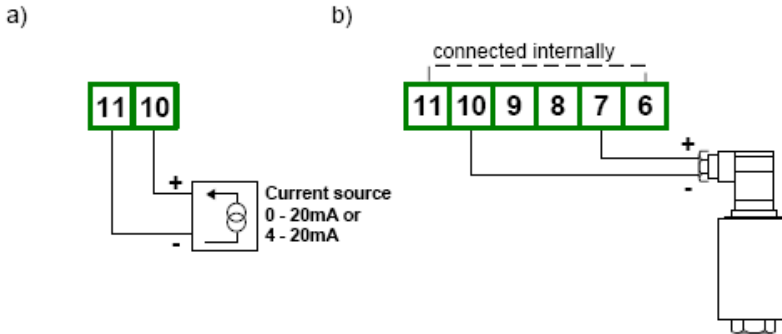 a)
b)
connected internally
11 10
11 10 9 8 7 6
+
-
Current source
0 - 20mA or
4 - 20mA
+
-